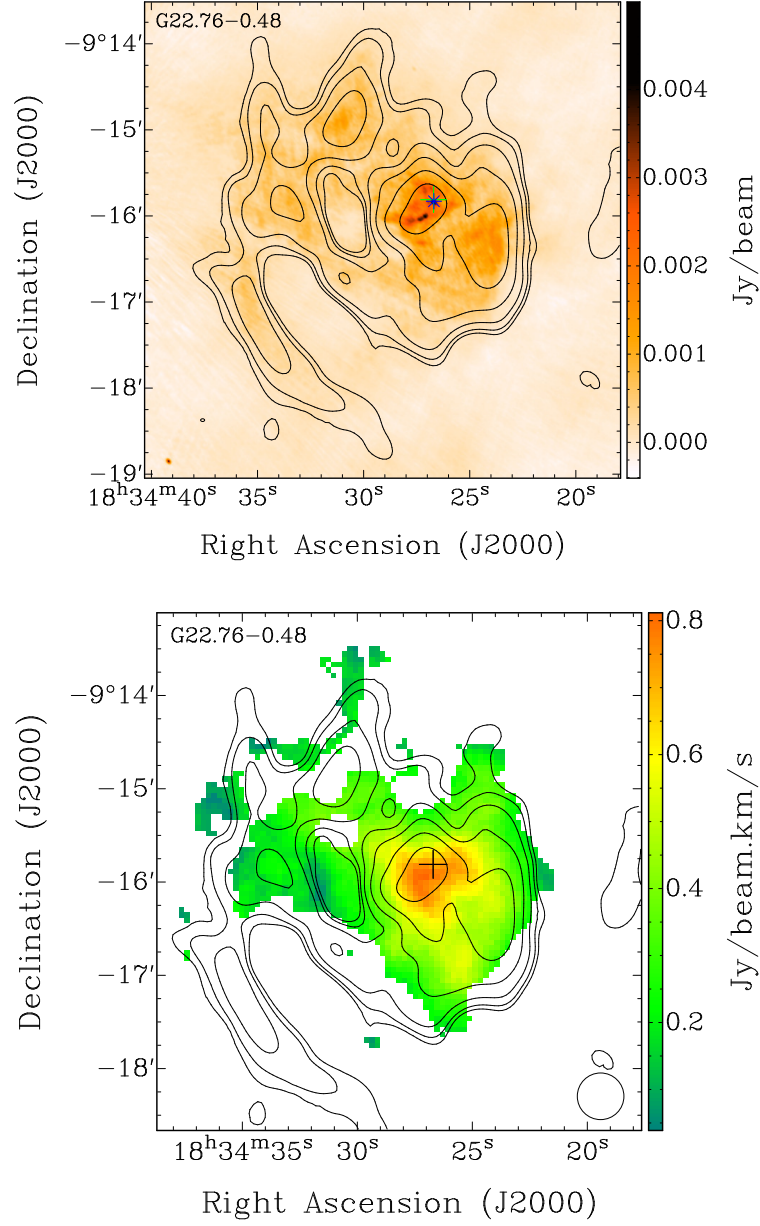 G22.76−0.48
−9°14′
−15′
−16′
−17′
−18′
−19′
18ʰ34ᵐ40ˢ 35ˢ 30ˢ 25ˢ 20ˢ
Right Ascension (J2000)
Declination (J2000)
0.004
0.003
0.002
0.001
0.000
Jy/beam
G22.76−0.48
−9°14′
−15′
−16′
−17′
−18′
18ʰ34ᵐ35ˢ 30ˢ 25ˢ 20ˢ
Right Ascension (J2000)
Declination (J2000)
0.8
0.6
0.4
0.2
Jy/beam.km/s